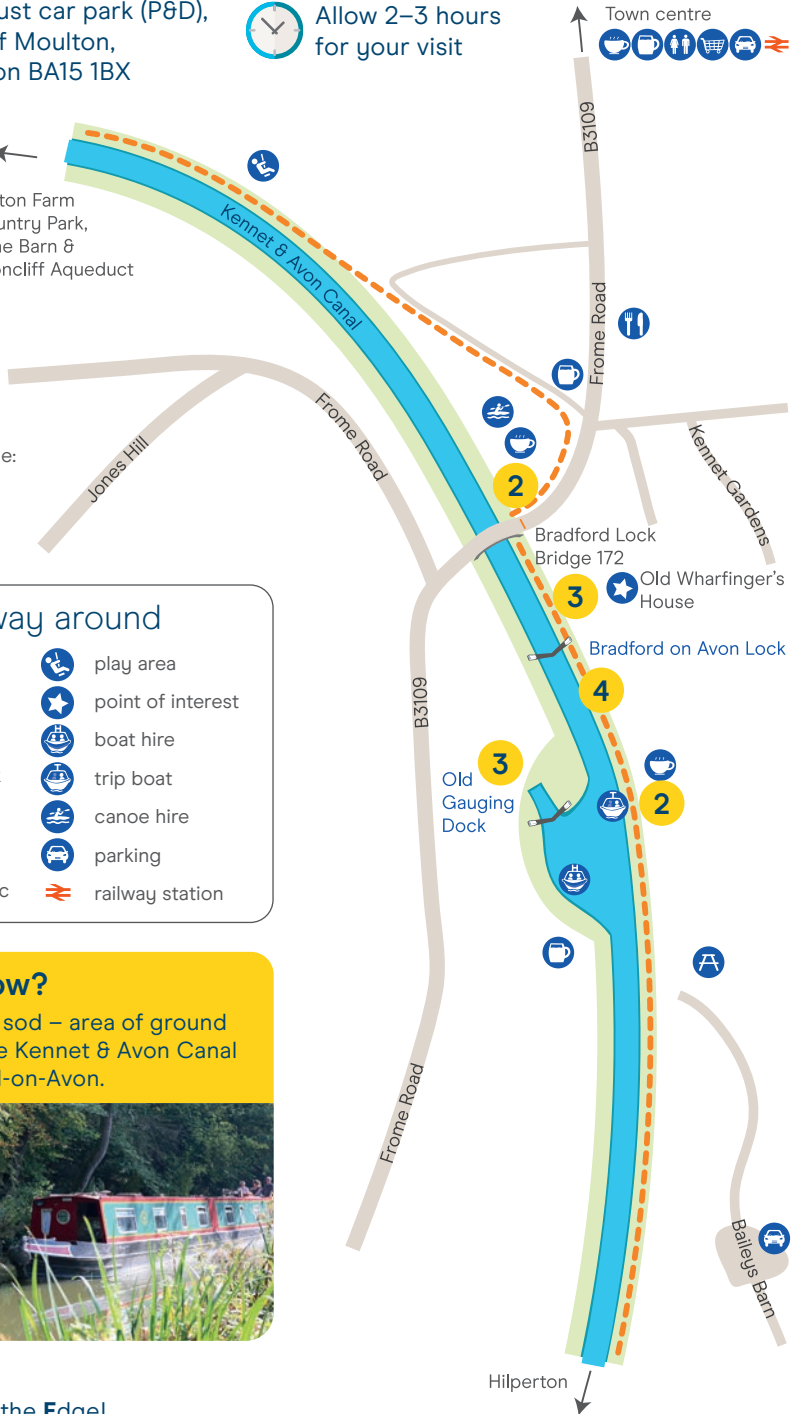 ust car park (P&D),
f Moulton,
on BA15 1BX
Allow 2–3 hours
for your visit
Town centre
B3109
ton Farm
untry Park,
ne Barn &
oncliff Aqueduct
Kennet & Avon Canal
Frome Road
Jones Hill
Frome Road
e:
2
Kennet Gardens
Bradford Lock
Bridge 172
3
Old Wharfinger's
House
Bradford on Avon Lock
4
B3109
3
Old
Gauging
Dock
2
way around
play area
point of interest
boat hire
trip boat
canoe hire
parking
c
railway station
ow?
sod – area of ground
e Kennet & Avon Canal
d-on-Avon.
Frome Road
Baileys Barn
Hilperton
the Edge!